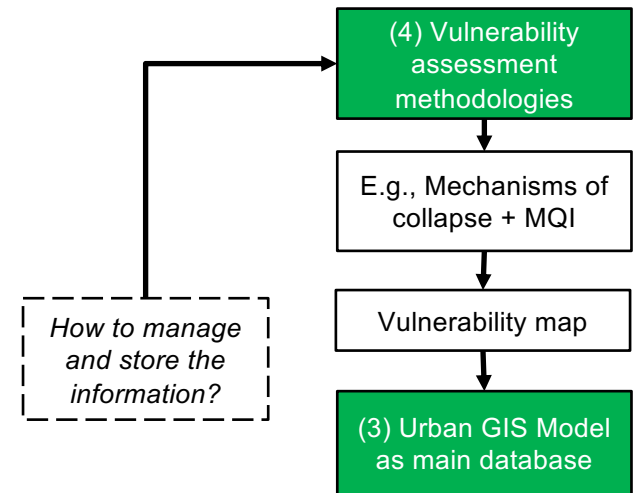 (4) Vulnerability
assessment
methodologies
E.g., Mechanisms of
collapse + MQI
How to manage
and store the
information?
Vulnerability map
(3) Urban GIS Model
as main database